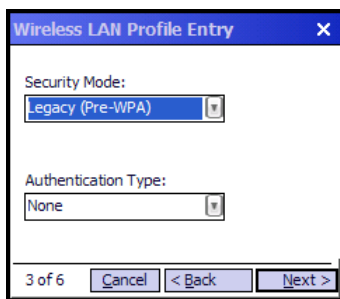 Wireless LAN Profile Entry X
Security Mode:
Legacy (Pre-WPA)
Authentication Type:
None
3 of 6 Cancel < Back Next >